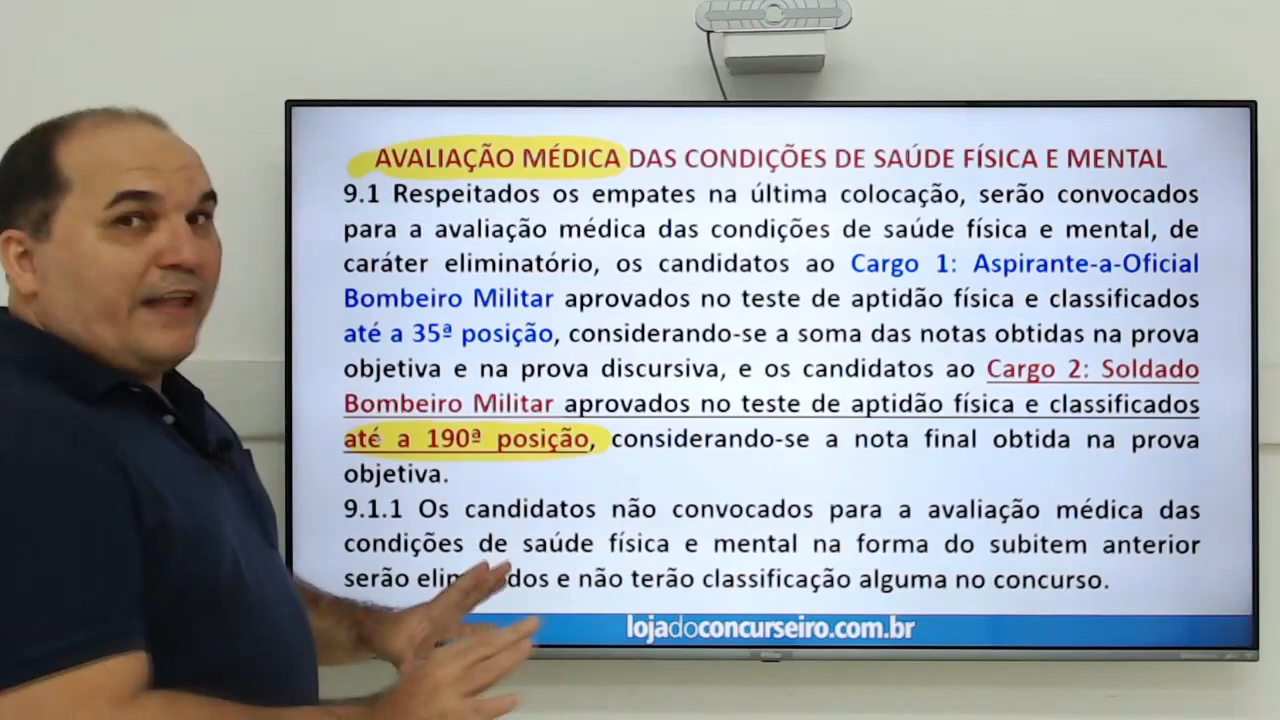 AVALIAÇÃO MÉDICA DAS CONDIÇÕES DE SAÚDE FÍSICA E MENTAL
9.1 Respeitados os empates na última colocação, serão convocados
para a avaliação médica das condições de saúde física e mental, de
caráter eliminatório, os candidatos ao Cargo 1: Aspirante-a-Oficial
Bombeiro Militar aprovados no teste de aptidão física e classificados
até a 35ª posição, considerando-se a soma das notas obtidas na prova
objetiva e na prova discursiva, e os candidatos ao Cargo 2: Soldado
Bombeiro Militar aprovados no teste de aptidão física e classificados
até a 190ª posição, considerando-se a nota final obtida na prova
objetiva.
9.1.1 Os candidatos não convocados para a avaliação médica das
condições de saúde física e mental na forma do subitem anterior
serão e não terão classificação alguma no concurso.
lojadoconcurseiro.com.br